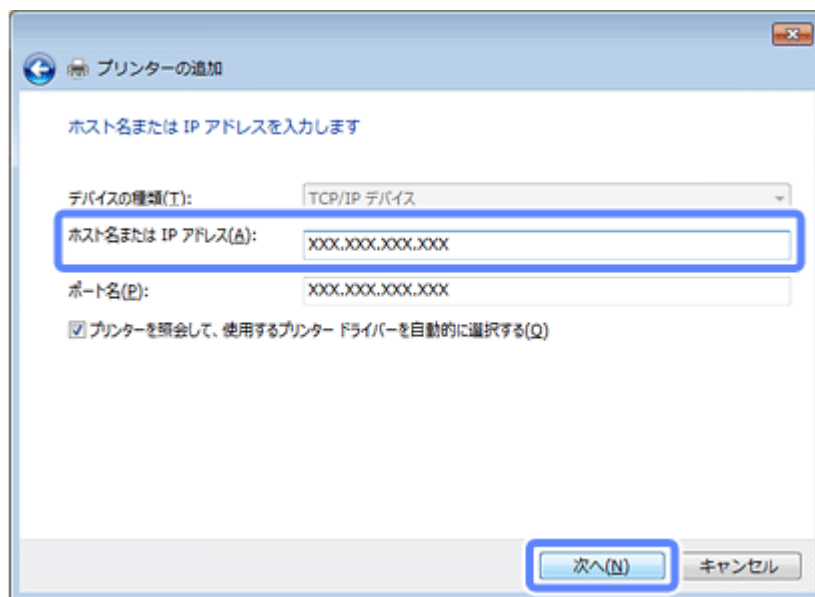 プリンターの追加
ホスト名または IP アドレスを入力します
デバイスの種類(T): TCP/IP デバイス
ホスト名または IP アドレス(A): XXX.XXX.XXX.XXX
ポート名(P): XXX.XXX.XXX.XXX
プリンターを照会して、使用するプリンター ドライバーを自動的に選択する(Q)
次へ(N) キャンセル